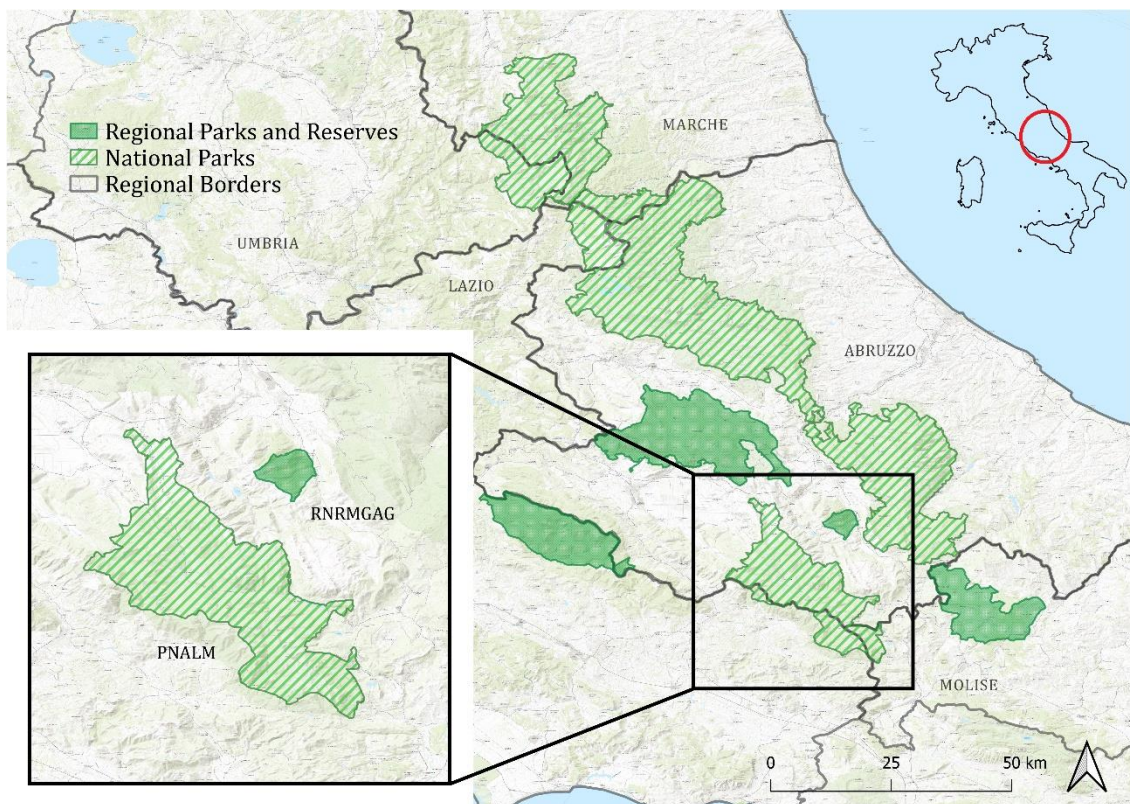 MARCHE
Regional Parks and Reserves
National Parks
Regional Borders
UMBRIA
LAZIO
ABRUZZO
RNRMGAG
PNALM
MOLISE
0 25 50 km